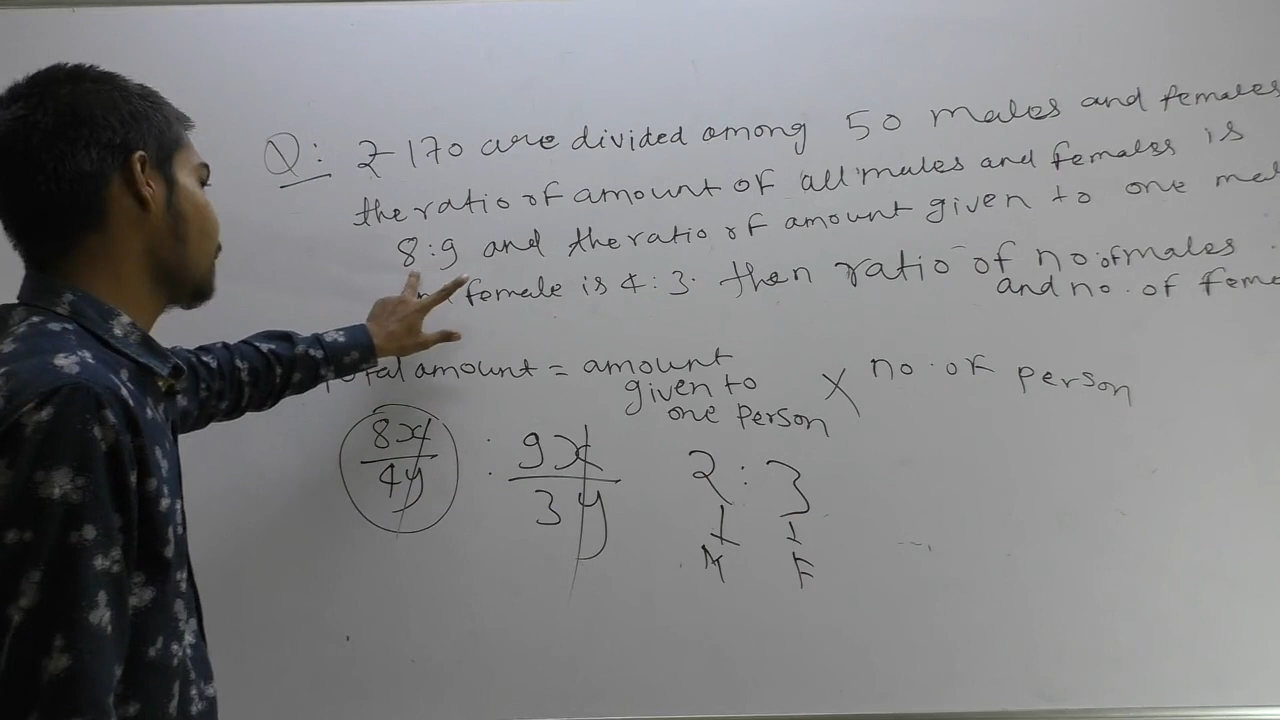 Q: ₹ 170 are divided among 50 males and females
the ratio of amount of all males and females is
8:9 and the ratio of amount given to one mal
female is 4:3. then ratio of no. of males
and no. of fema
Total amount = amount given to one person X no. of person
8x/4y : 9x/3y 2:3
M F